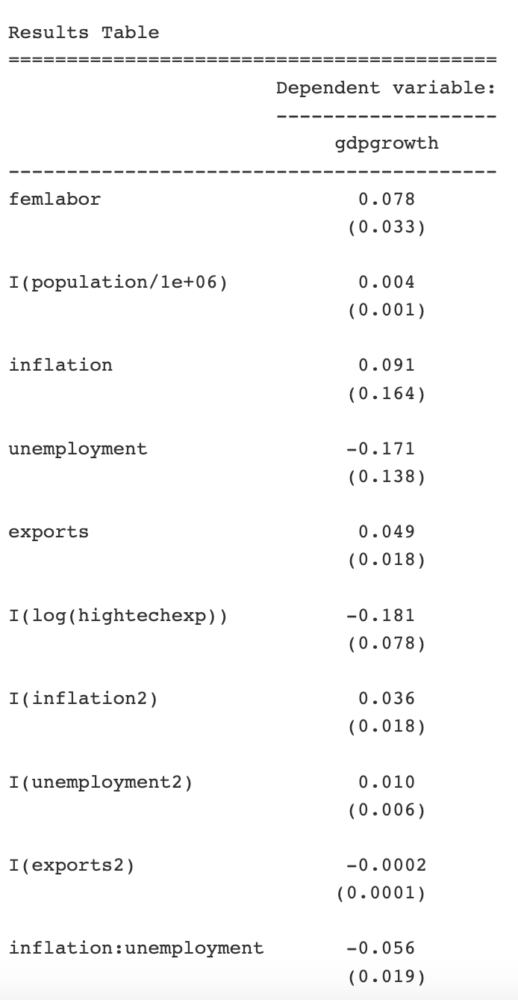 Results Table
==========================================
Dependent variable:
-------------------
gdpgrowth
------------------------------------------
femlabor 0.078
(0.033)
I(population/1e+06) 0.004
(0.001)
inflation 0.091
(0.164)
unemployment -0.171
(0.138)
exports 0.049
(0.018)
I(log(hightechexp)) -0.181
(0.078)
I(inflation2) 0.036
(0.018)
I(unemployment2) 0.010
(0.006)
I(exports2) -0.0002
(0.0001)
inflation:unemployment -0.056
(0.019)